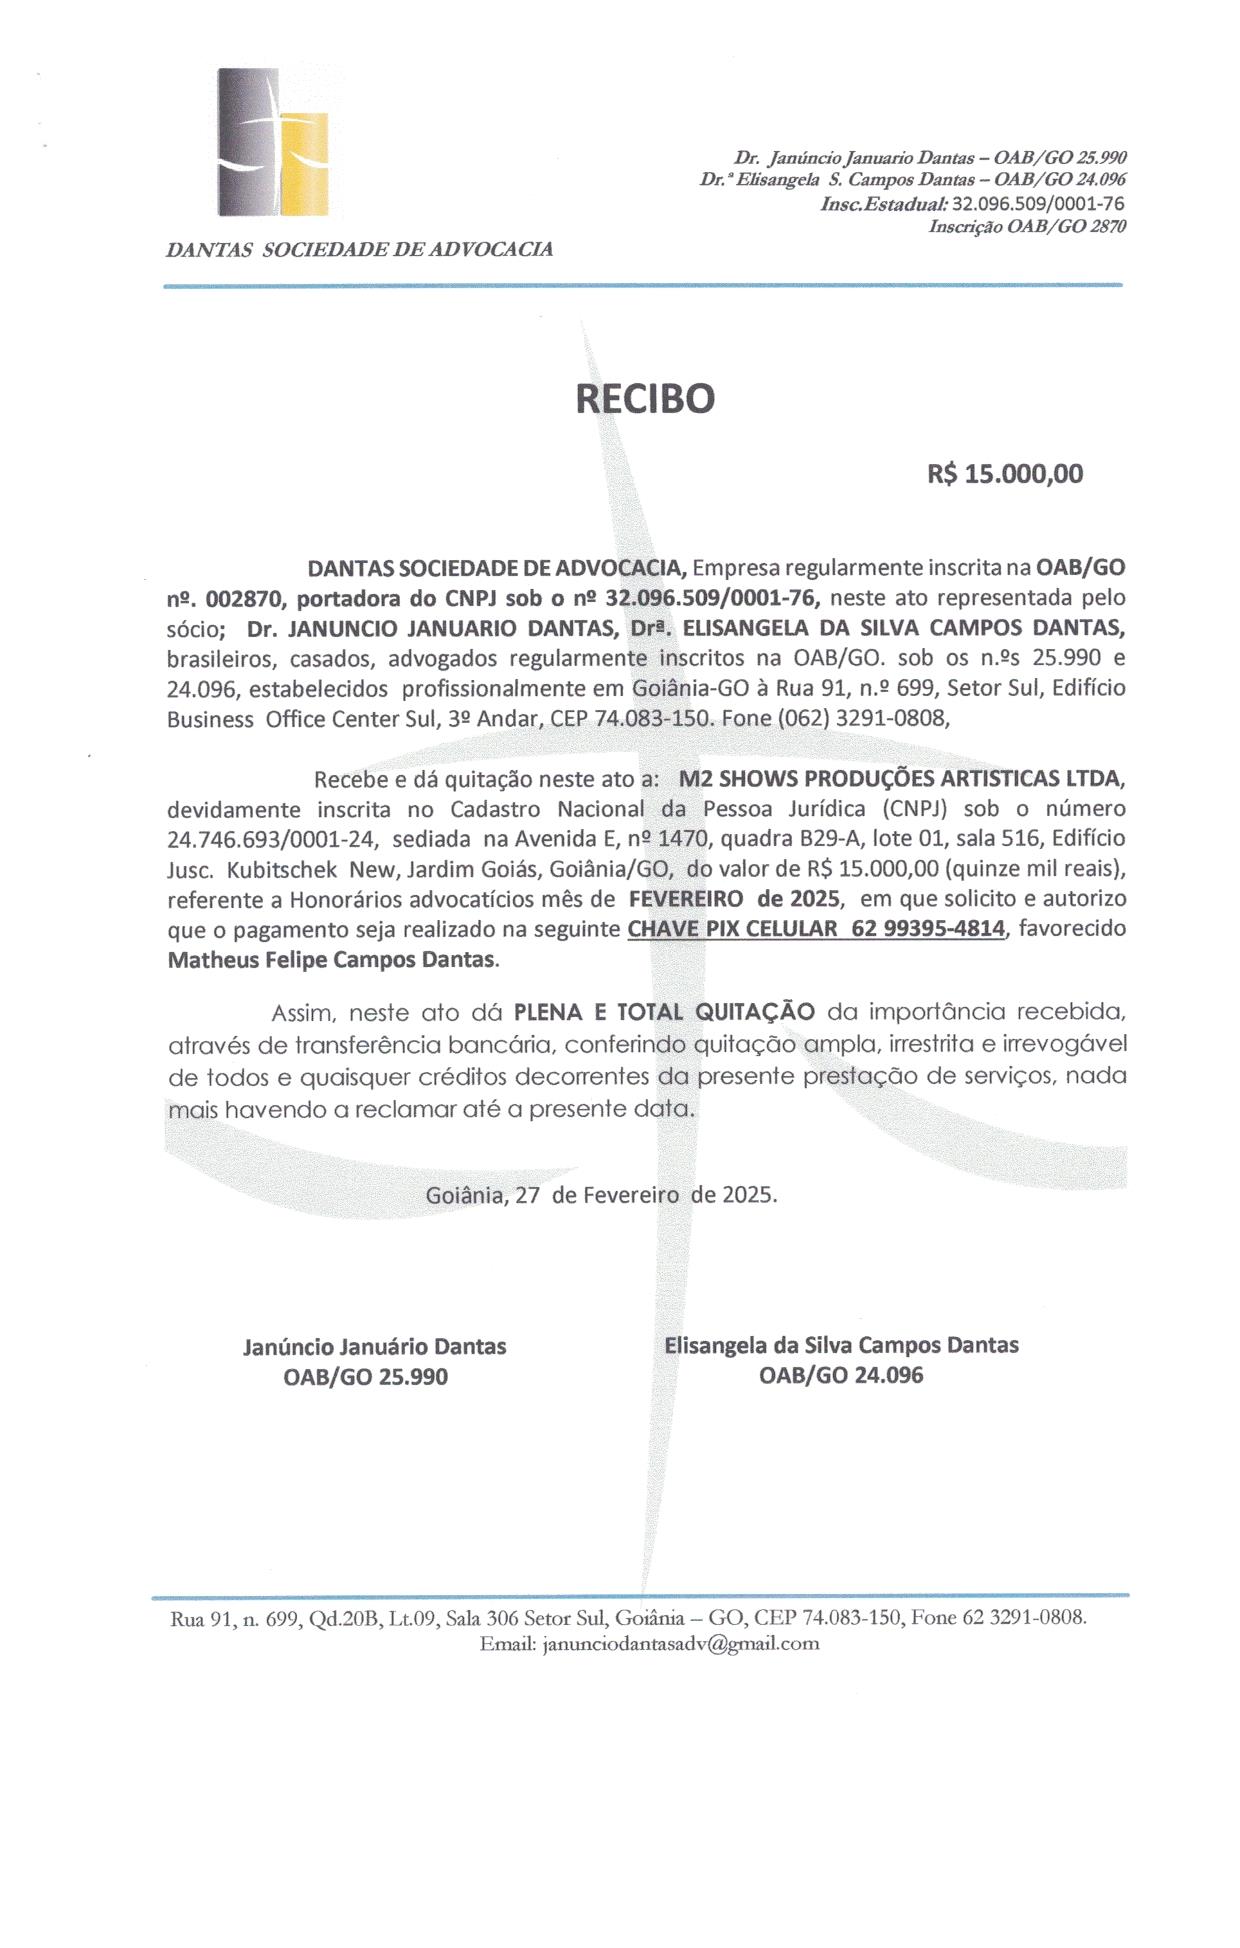 Dr. Janúncio Januario Dantas – OAB/GO 25.990
Dr.ª Elisangela S. Campos Dantas – OAB/GO 24.096
Insc.Estadual: 32.096.509/0001-76
Inscrição OAB/GO 2870
DANTAS SOCIEDADE DE ADVOCACIA
RECIBO
R$ 15.000,00
DANTAS SOCIEDADE DE ADVOCACIA, Empresa regularmente inscrita na OAB/GO
nº. 002870, portadora do CNPJ sob o nº 32.096.509/0001-76, neste ato representada pelo
sócio; Dr. JANUNCIO JANUARIO DANTAS, Drª. ELISANGELA DA SILVA CAMPOS DANTAS,
brasileiros, casados, advogados regularmente inscritos na OAB/GO. sob os n.ºs 25.990 e
24.096, estabelecidos profissionalmente em Goiânia-GO à Rua 91, n.º 699, Setor Sul, Edifício
Business Office Center Sul, 3º Andar, CEP 74.083-150. Fone (062) 3291-0808,
Recebe e dá quitação neste ato a: M2 SHOWS PRODUÇÕES ARTISTICAS LTDA,
devidamente inscrita no Cadastro Nacional da Pessoa Jurídica (CNPJ) sob o número
24.746.693/0001-24, sediada na Avenida E, nº 1470, quadra B29-A, lote 01, sala 516, Edifício
Jusc. Kubitschek New, Jardim Goiás, Goiânia/GO, do valor de R$ 15.000,00 (quinze mil reais),
referente a Honorários advocatícios mês de FEVEREIRO de 2025, em que solicito e autorizo
que o pagamento seja realizado na seguinte CHAVE PIX CELULAR 62 99395-4814, favorecido
Matheus Felipe Campos Dantas.
Assim, neste ato dá PLENA E TOTAL QUITAÇÃO da importância recebida,
através de transferência bancária, conferindo quitação ampla, irrestrita e irrevogável
de todos e quaisquer créditos decorrentes da presente prestação de serviços, nada
mais havendo a reclamar até a presente data.
Goiânia, 27 de Fevereiro de 2025.
Janúncio Januário Dantas
OAB/GO 25.990
Elisangela da Silva Campos Dantas
OAB/GO 24.096
Rua 91, n. 699, Qd.20B, Lt.09, Sala 306 Setor Sul, Goiânia – GO, CEP 74.083-150, Fone 62 3291-0808.
Email: janunciodantasadv@gmail.com